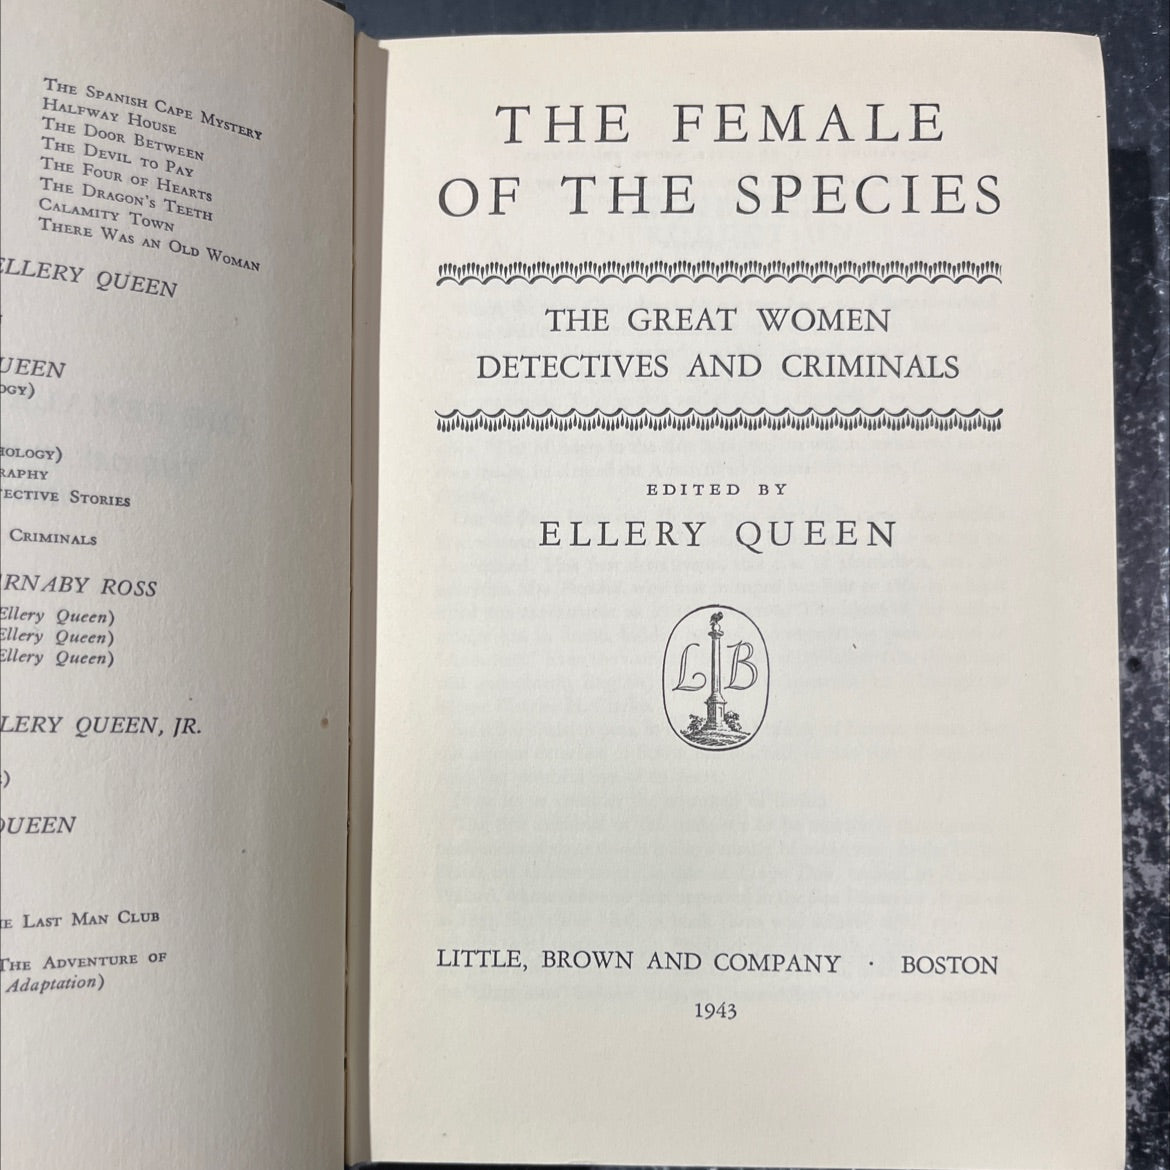 THE SPANISH CAPE MYSTERY
HALFWAY HOUSE
THE DOOR BETWEEN
THE DEVIL TO PAY
THE FOUR OF HEARTS
THE DRAGON'S TEETH
CALAMITY TOWN
THERE WAS AN OLD WOMAN
ELLERY QUEEN
UEEN
OGY)
OLOGY)
RAPHY
ECTIVE STORIES
CRIMINALS
RNABY ROSS
Ellery Queen)
Ellery Queen)
Ellery Queen)
LERY QUEEN, JR.
)
QUEEN
E LAST MAN CLUB
THE ADVENTURE OF
Adaptation)
THE FEMALE
OF THE SPECIES
THE GREAT WOMEN
DETECTIVES AND CRIMINALS
EDITED BY
ELLERY QUEEN
L B
LITTLE, BROWN AND COMPANY · BOSTON
1943